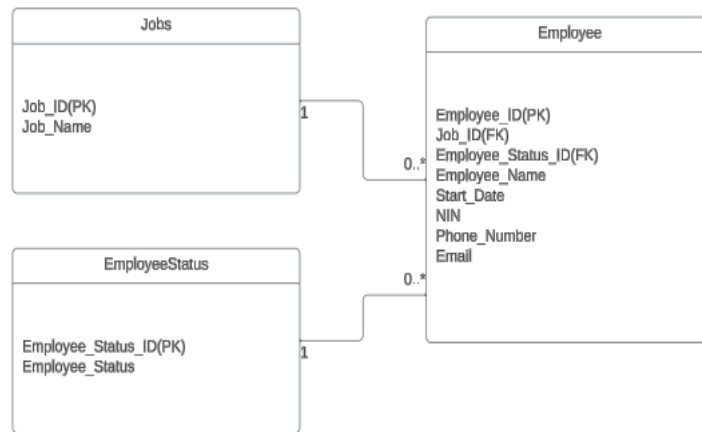 Jobs
Job_ID(PK)
Job_Name
1
Employee
Employee_ID(PK)
Job_ID(FK)
Employee_Status_ID(FK)
Employee_Name
Start_Date
NIN
Phone_Number
Email
0..*
0..*
EmployeeStatus
Employee_Status_ID(PK)
Employee_Status
1